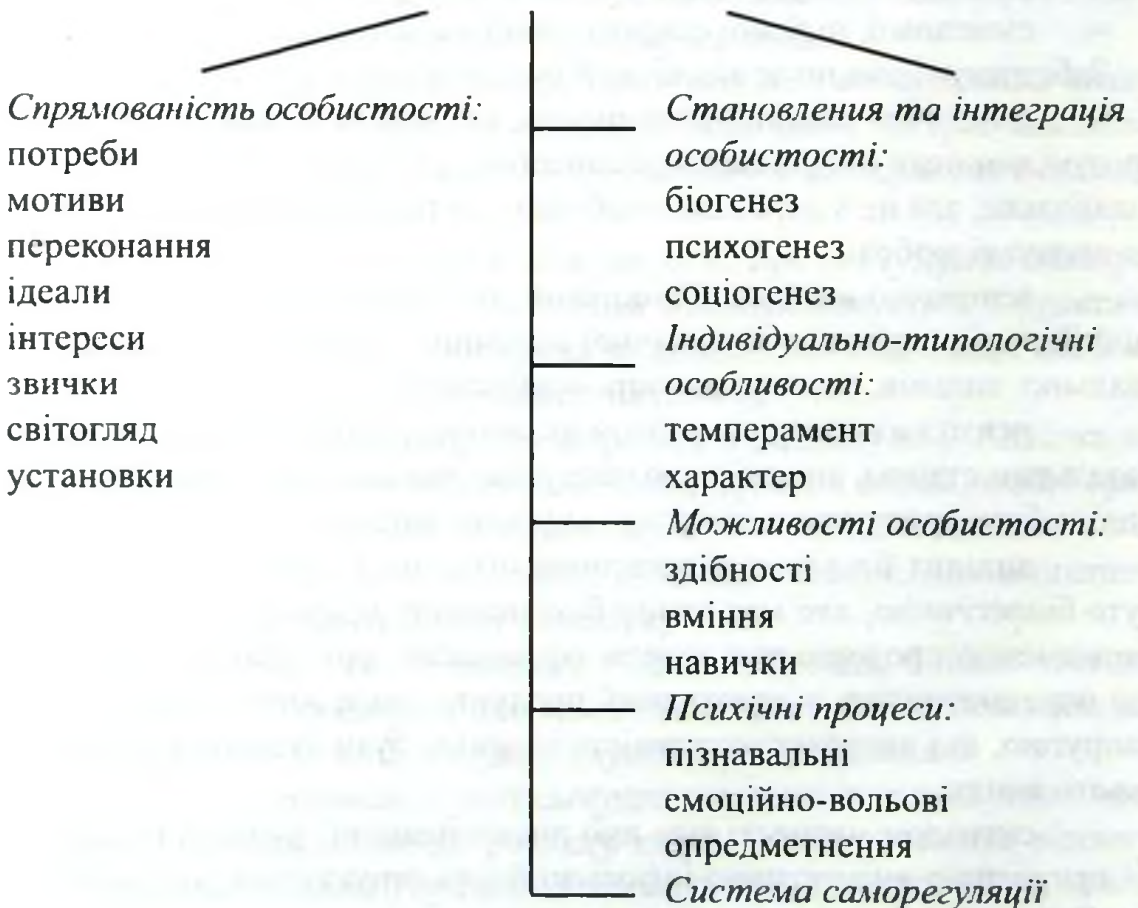 Спрямованість особистості:
потреби
мотиви
переконання
ідеали
інтереси
звички
світогляд
установки
Становлення та інтеграція
особистості:
біогенез
психогенез
соціогенез
Індивідуально-типологічні
особливості:
темперамент
характер
Можливості особистості:
здібності
вміння
навички
Психічні процеси:
пізнавальні
емоційно-вольові
опредметнення
Система саморегуляції